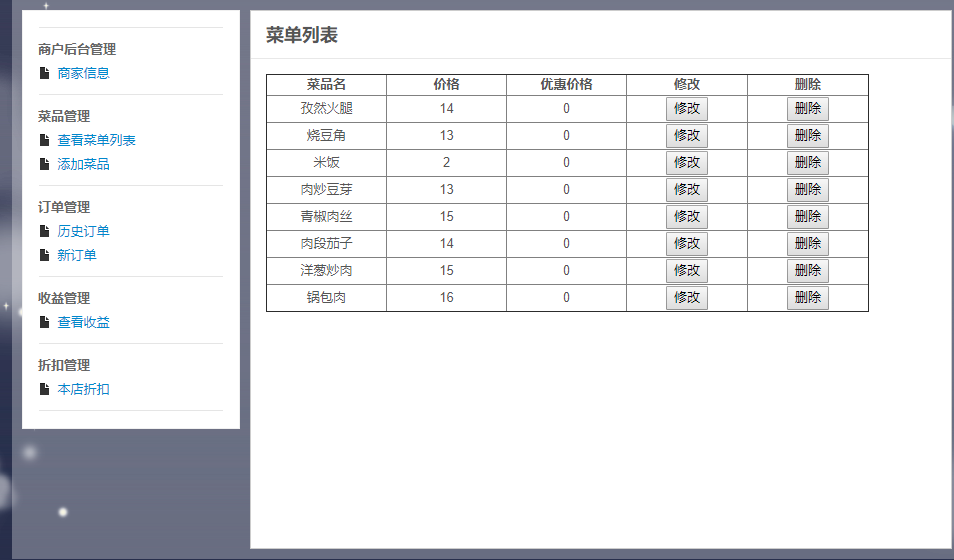 商户后台管理
商家信息
菜品管理
查看菜单列表
添加菜品
订单管理
历史订单
新订单
收益管理
查看收益
折扣管理
本店折扣
菜单列表
菜品名 价格 优惠价格 修改 删除
孜然火腿 14 0 修改 删除
烧豆角 13 0 修改 删除
米饭 2 0 修改 删除
肉炒豆芽 13 0 修改 删除
青椒肉丝 15 0 修改 删除
肉段茄子 14 0 修改 删除
洋葱炒肉 15 0 修改 删除
锅包肉 16 0 修改 删除